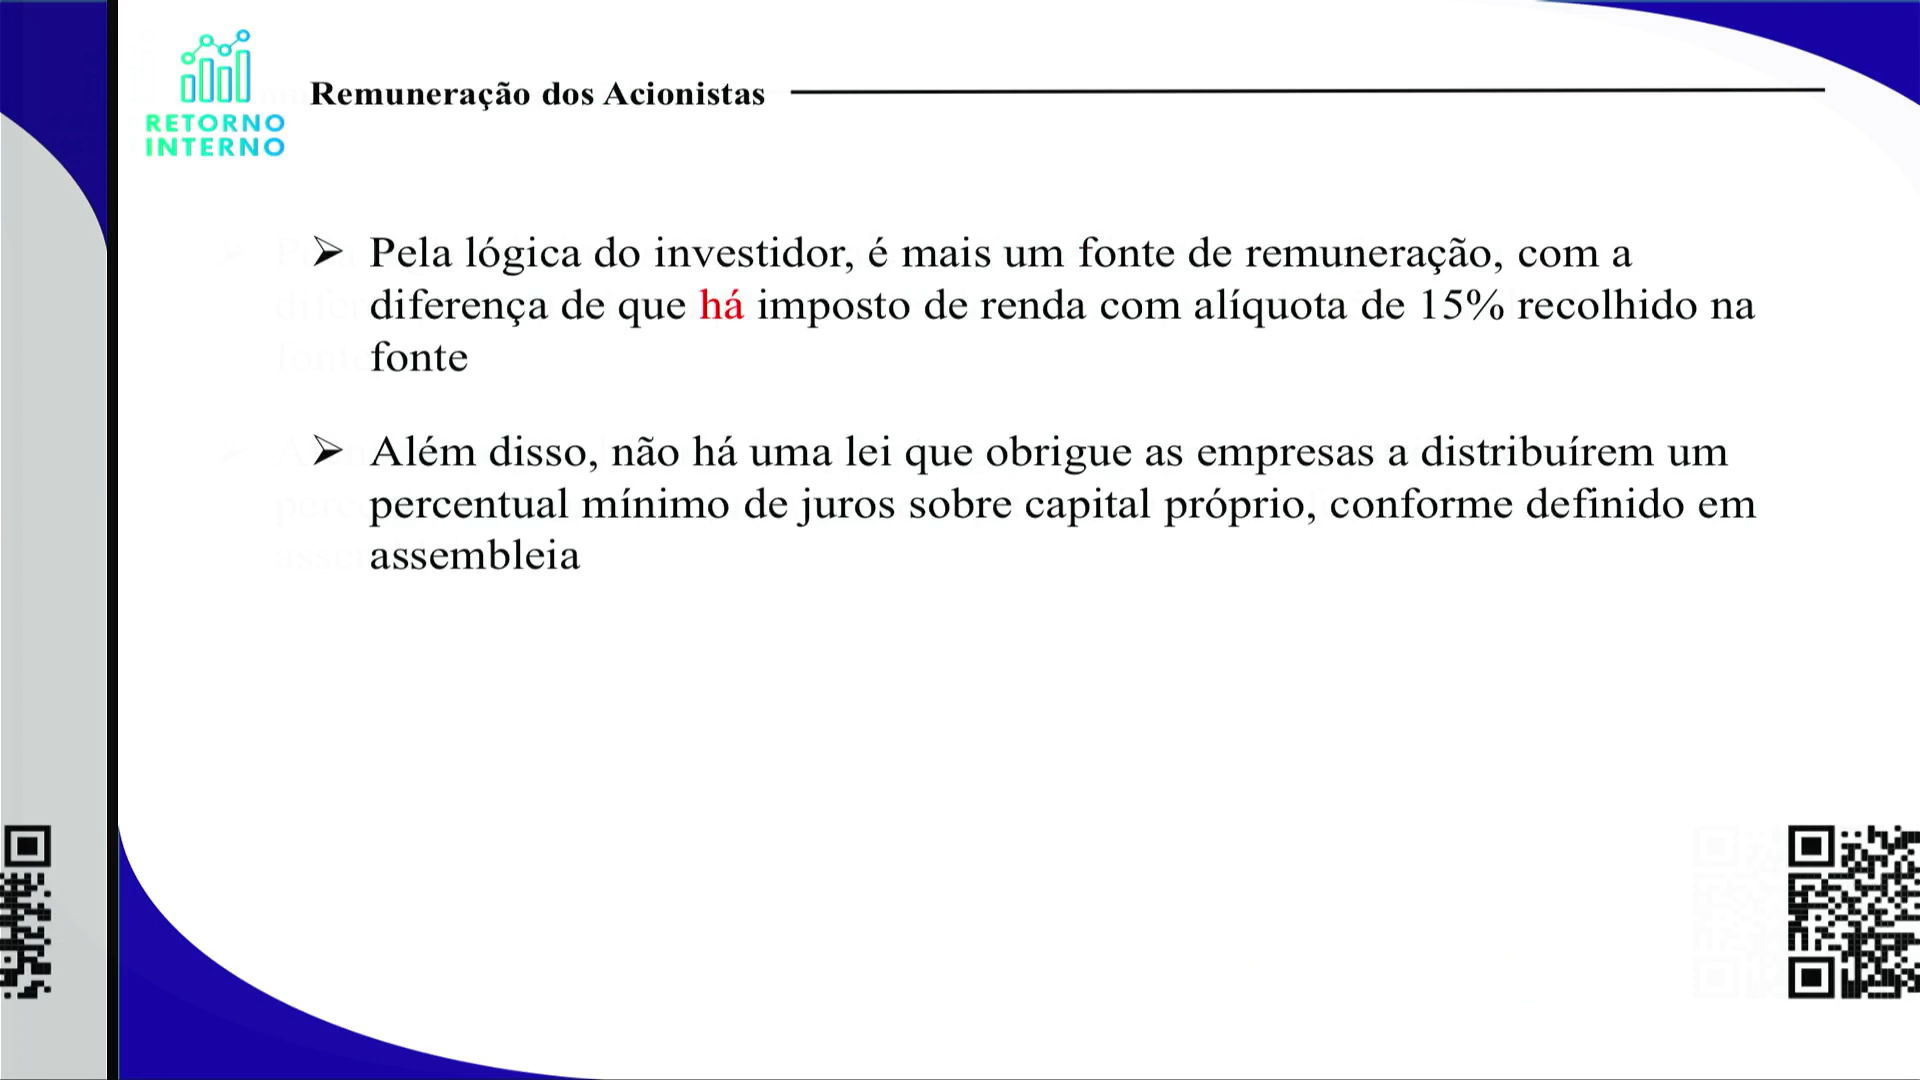 RETORNO
INTERNO
Remuneração dos Acionistas
Pela lógica do investidor, é mais um fonte de remuneração, com a
diferença de que há imposto de renda com alíquota de 15% recolhido na
fonte
Além disso, não há uma lei que obrigue as empresas a distribuírem um
percentual mínimo de juros sobre capital próprio, conforme definido em
assembleia